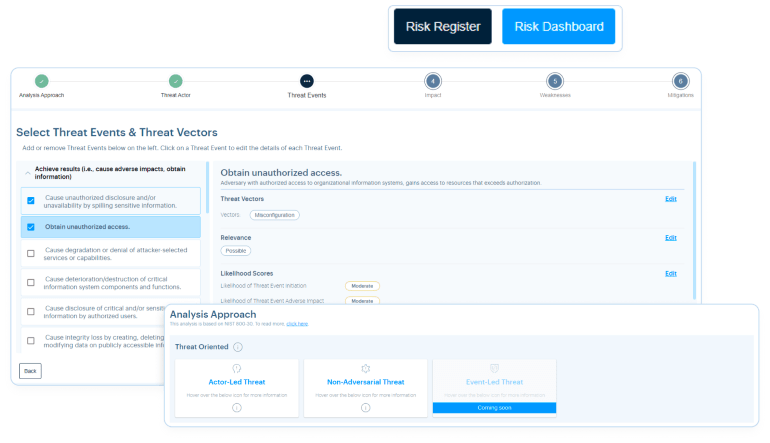 Risk Register
Risk Dashboard
Analysis Approach
Threat Actor
Threat Events
4
Impact
5
Weaknesses
6
Mitigations
Select Threat Events & Threat Vectors
Add or remove Threat Events below on the left. Click on a Threat Event to edit the details of each Threat Event.
Achieve results (i.e., cause adverse impacts, obtain
information)
Cause unauthorized disclosure and/or
unavailability by spilling sensitive information.
Obtain unauthorized access.
Cause degradation or denial of attacker-selected
services or capabilities.
Cause deterioration/destruction of critical
information system components and functions.
Cause disclosure of critical and/or sensiti
information by authorized users.
Cause integrity loss by creating, deleting
modifying data on publicly accessible in
Back
Obtain unauthorized access.
Adversary with authorized access to organizational information systems, gains access to resources that exceeds authorization.
Threat Vectors
Edit
Vectors: Misconfiguration
Relevance
Edit
Possible
Likelihood Scores
Edit
Likelihood of Threat Event Initiation Moderate
Likelihood of Threat Event Adverse Impact Moderate
Analysis Approach
This analysis is based on NIST 800-30. To read more, click here.
Threat Oriented
Actor-Led Threat
Hover over the below icon for more information
Non-Adversarial Threat
Hover over the below icon for more information
Event-Led Threat
Hover over the below icon for more information
Coming soon